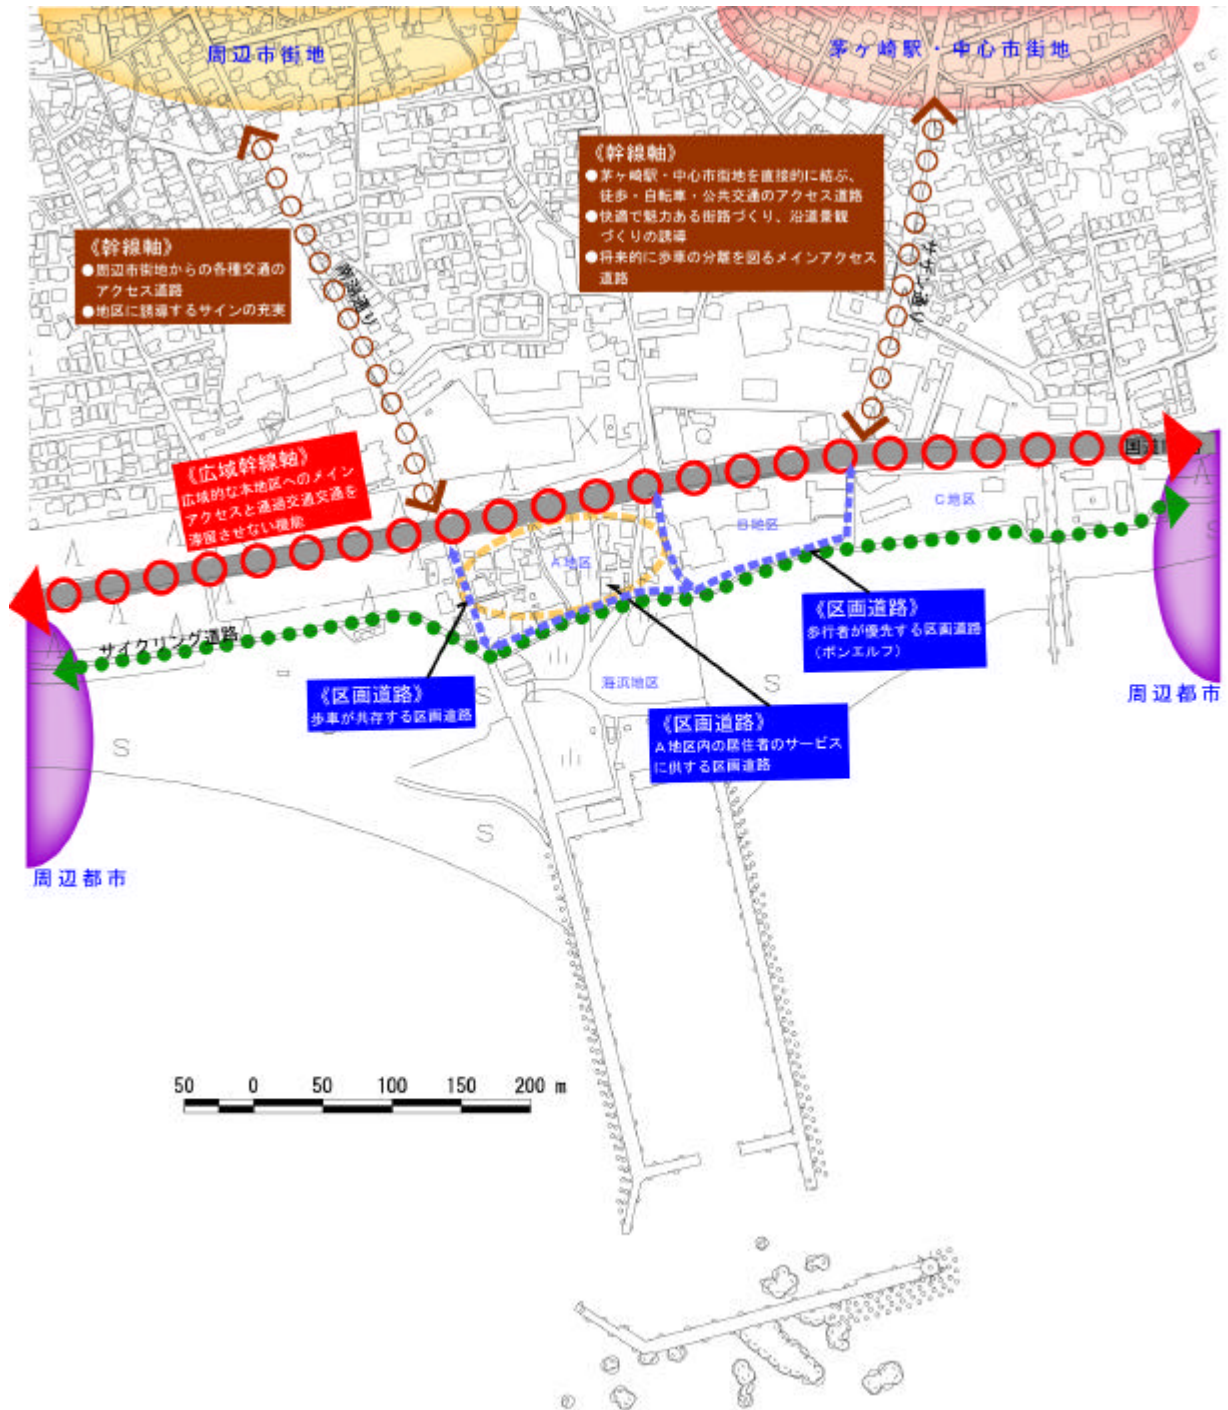 周辺市街地
茅ヶ崎駅・中心市街地
《幹線軸》
●茅ヶ崎駅・中心市街地を直接的に結ぶ、
徒歩・自転車・公共交通のアクセス道路
●快適で魅力ある街路づくり、沿道景観
づくりの誘導
●将来的に歩車の分離を図るメインアクセス
道路
《幹線軸》
●周辺市街地からの各種交通の
アクセス道路
●地区に誘導するサインの充実
サザン通り
《広域幹線軸》
広域的な本地区へのメイン
アクセスと通過交通交通を
滞留させない機能
国道
C地区
B地区
A地区
サイクリング道路
《区画道路》
歩行者が優先する区画道路
（ボンエルフ）
《区画道路》
歩車が共存する区画道路
海浜地区
《区画道路》
A地区内の居住者のサービス
に供する区画道路
周辺都市
周辺都市
S
S
S
S
50 0 50 100 150 200 m